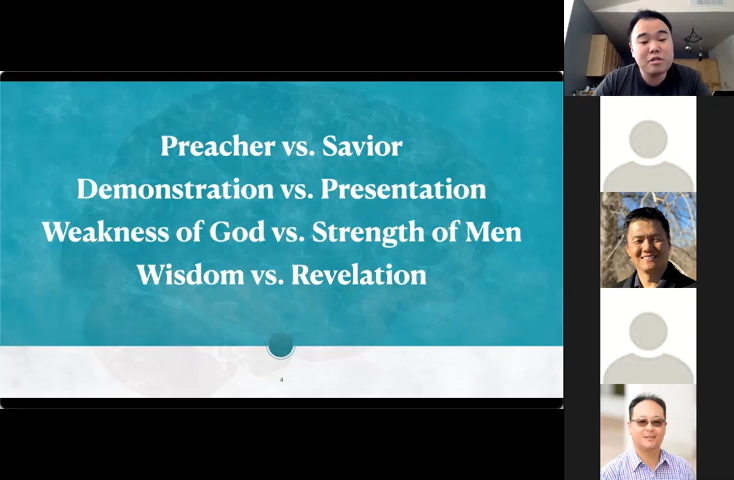 Preacher vs. Savior
Demonstration vs. Presentation
Weakness of God vs. Strength of Men
Wisdom vs. Revelation
4